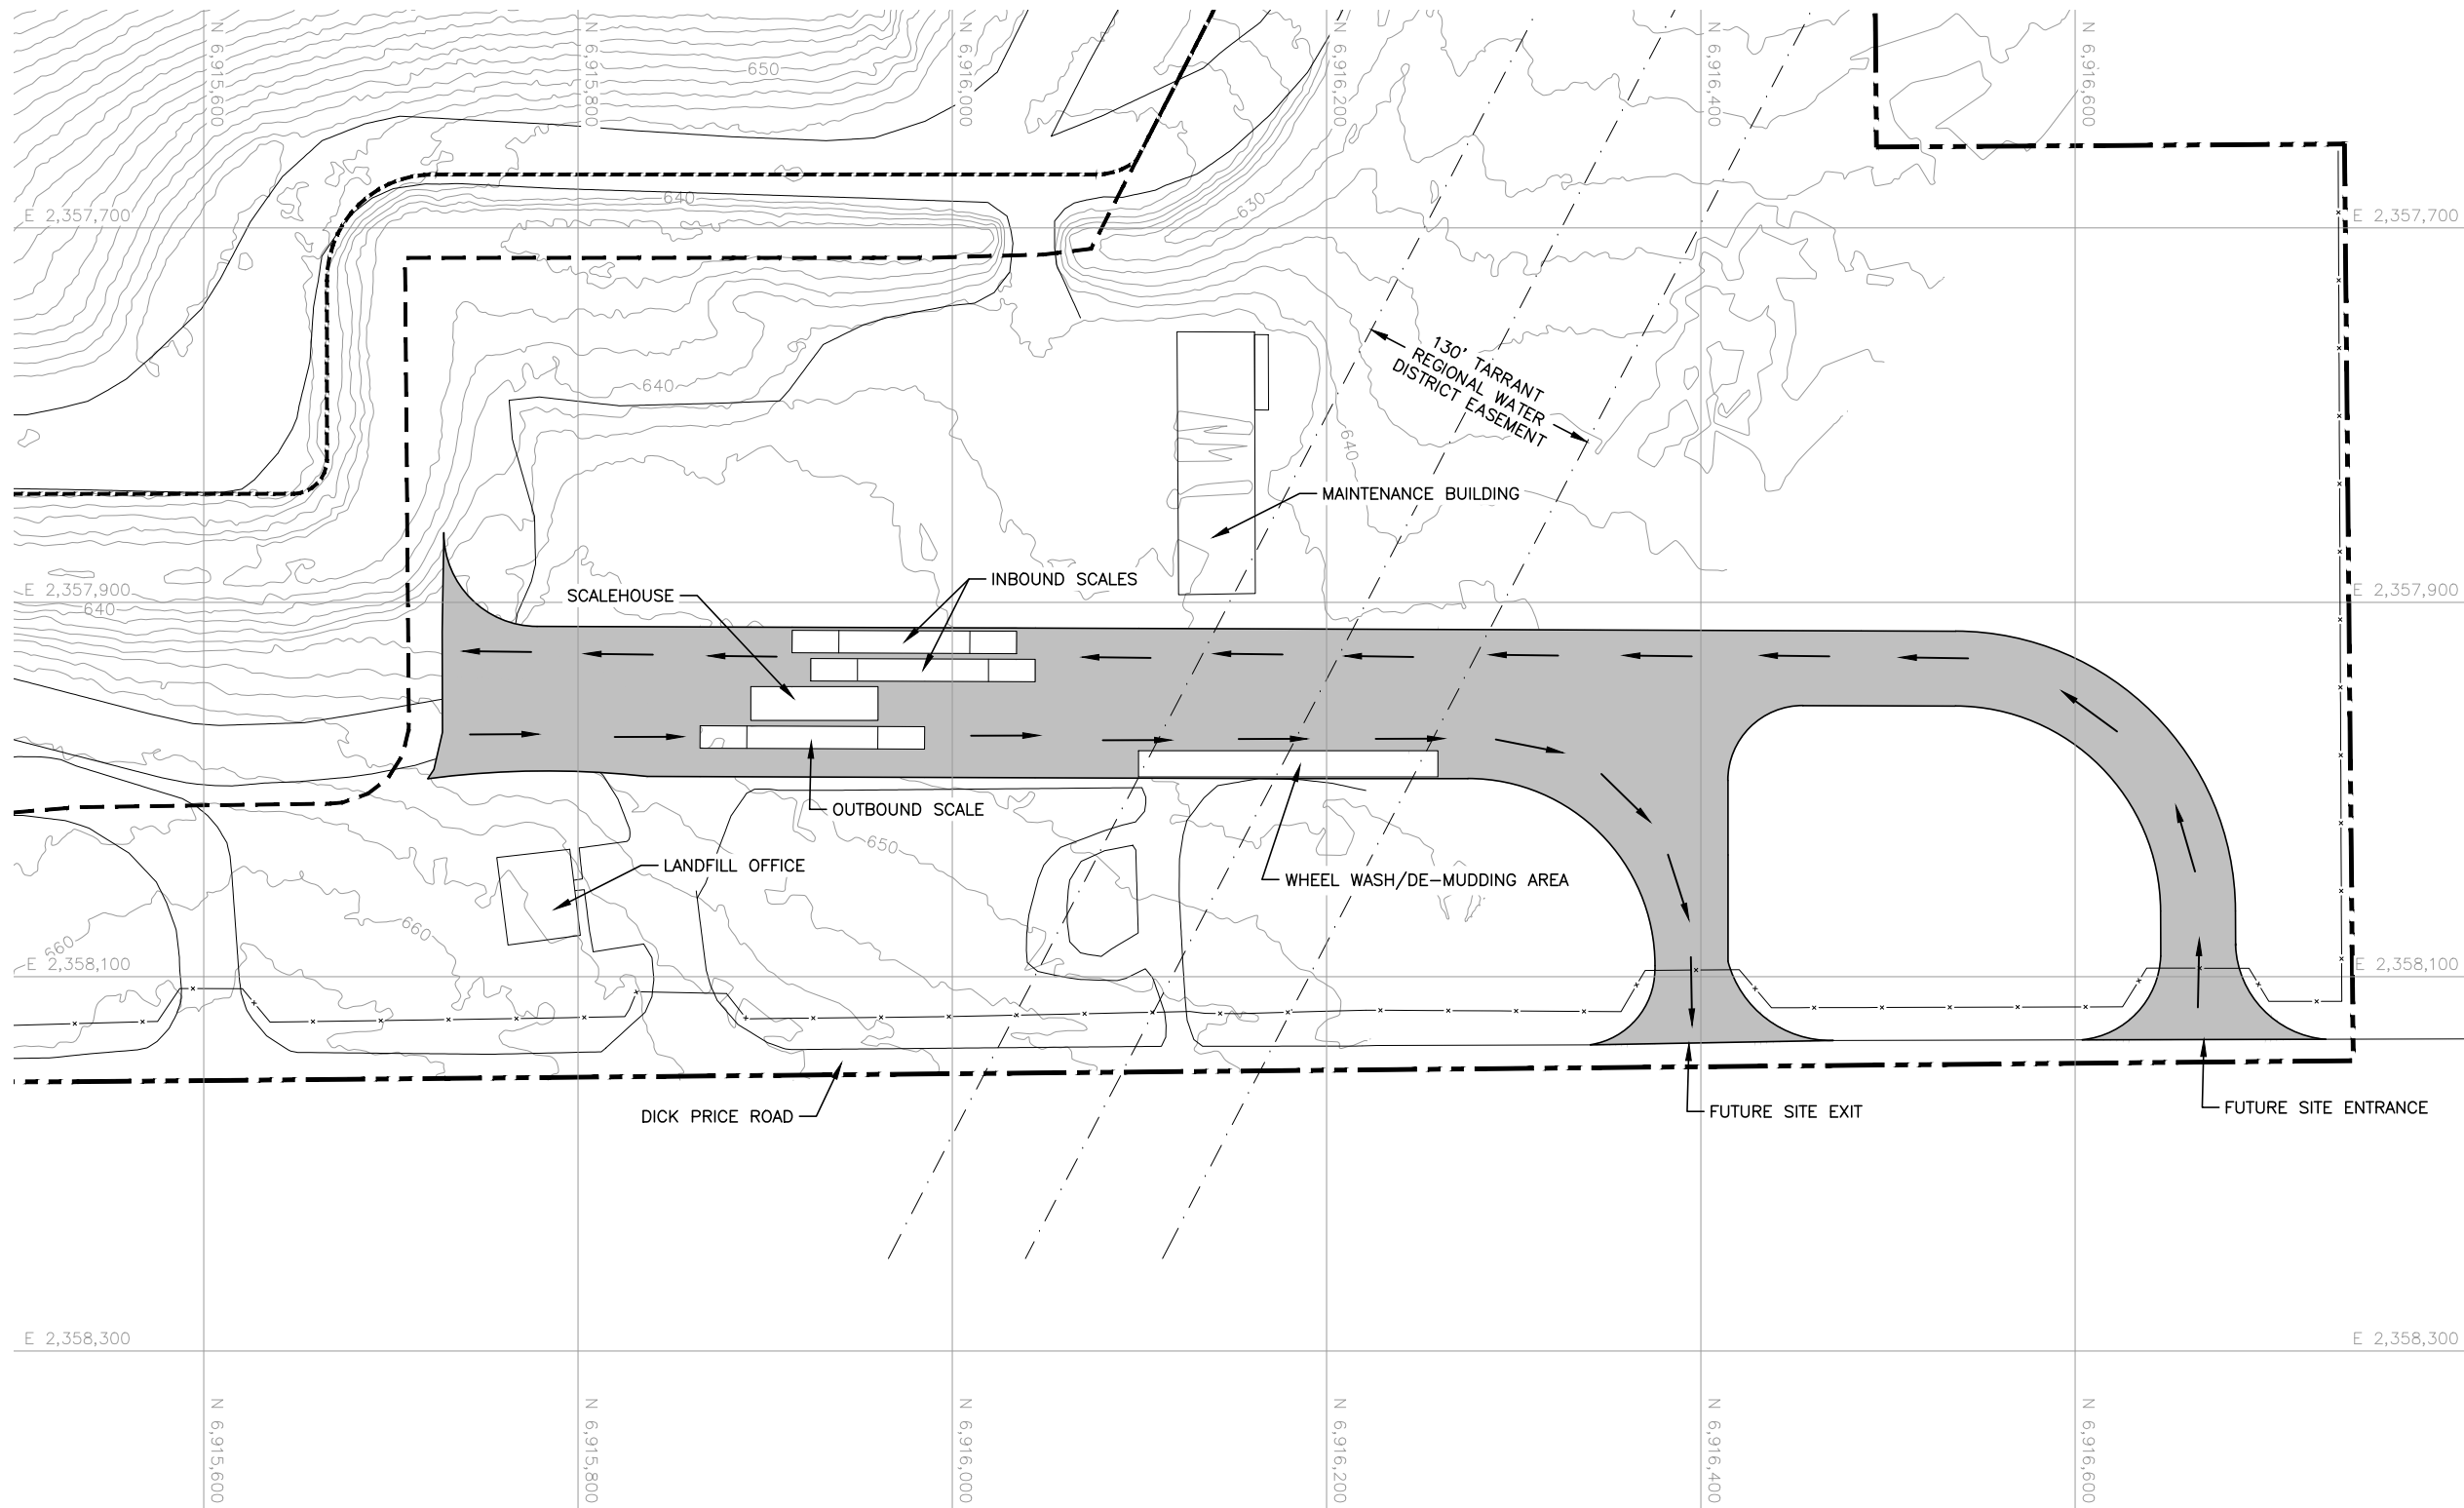 N 6,915,600
N 6,915,800
N 6,916,000
N 6,916,200
N 6,916,400
N 6,916,600
650
640
630
E 2,357,700
E 2,357,700
130' TARRANT
REGIONAL WATER
DISTRICT EASEMENT
640
640
MAINTENANCE BUILDING
INBOUND SCALES
SCALEHOUSE
E 2,357,900
E 2,357,900
640
OUTBOUND SCALE
650
LANDFILL OFFICE
WHEEL WASH/DE-MUDDING AREA
660
660
E 2,358,100
E 2,358,100
DICK PRICE ROAD
FUTURE SITE EXIT
FUTURE SITE ENTRANCE
E 2,358,300
E 2,358,300
N 6,915,600
N 6,915,800
N 6,916,000
N 6,916,200
N 6,916,400
N 6,916,600